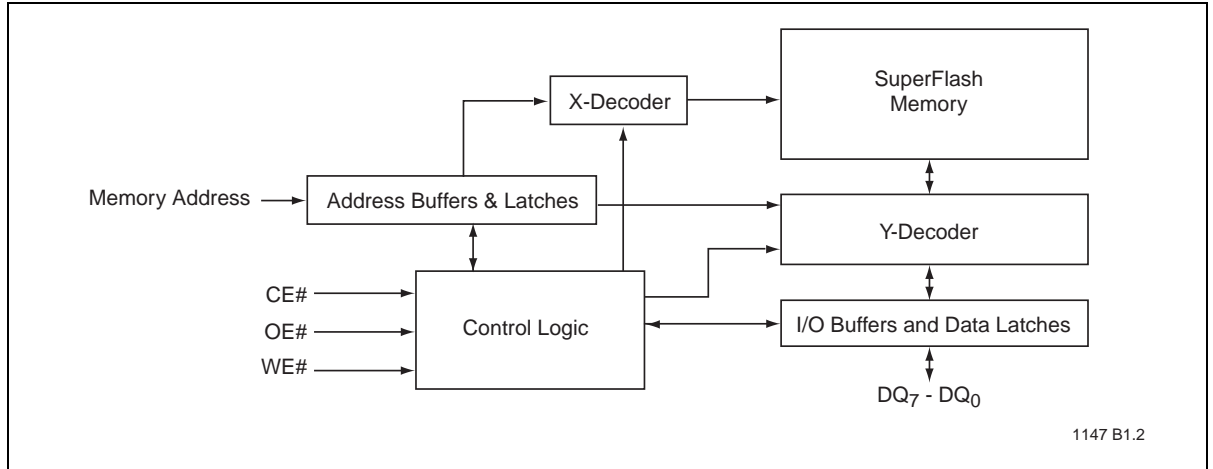 SuperFlash
Memory
X-Decoder
Memory Address
Address Buffers & Latches
Y-Decoder
CE#
OE#
WE#
Control Logic
I/O Buffers and Data Latches
DQ7 - DQ0
1147 B1.2